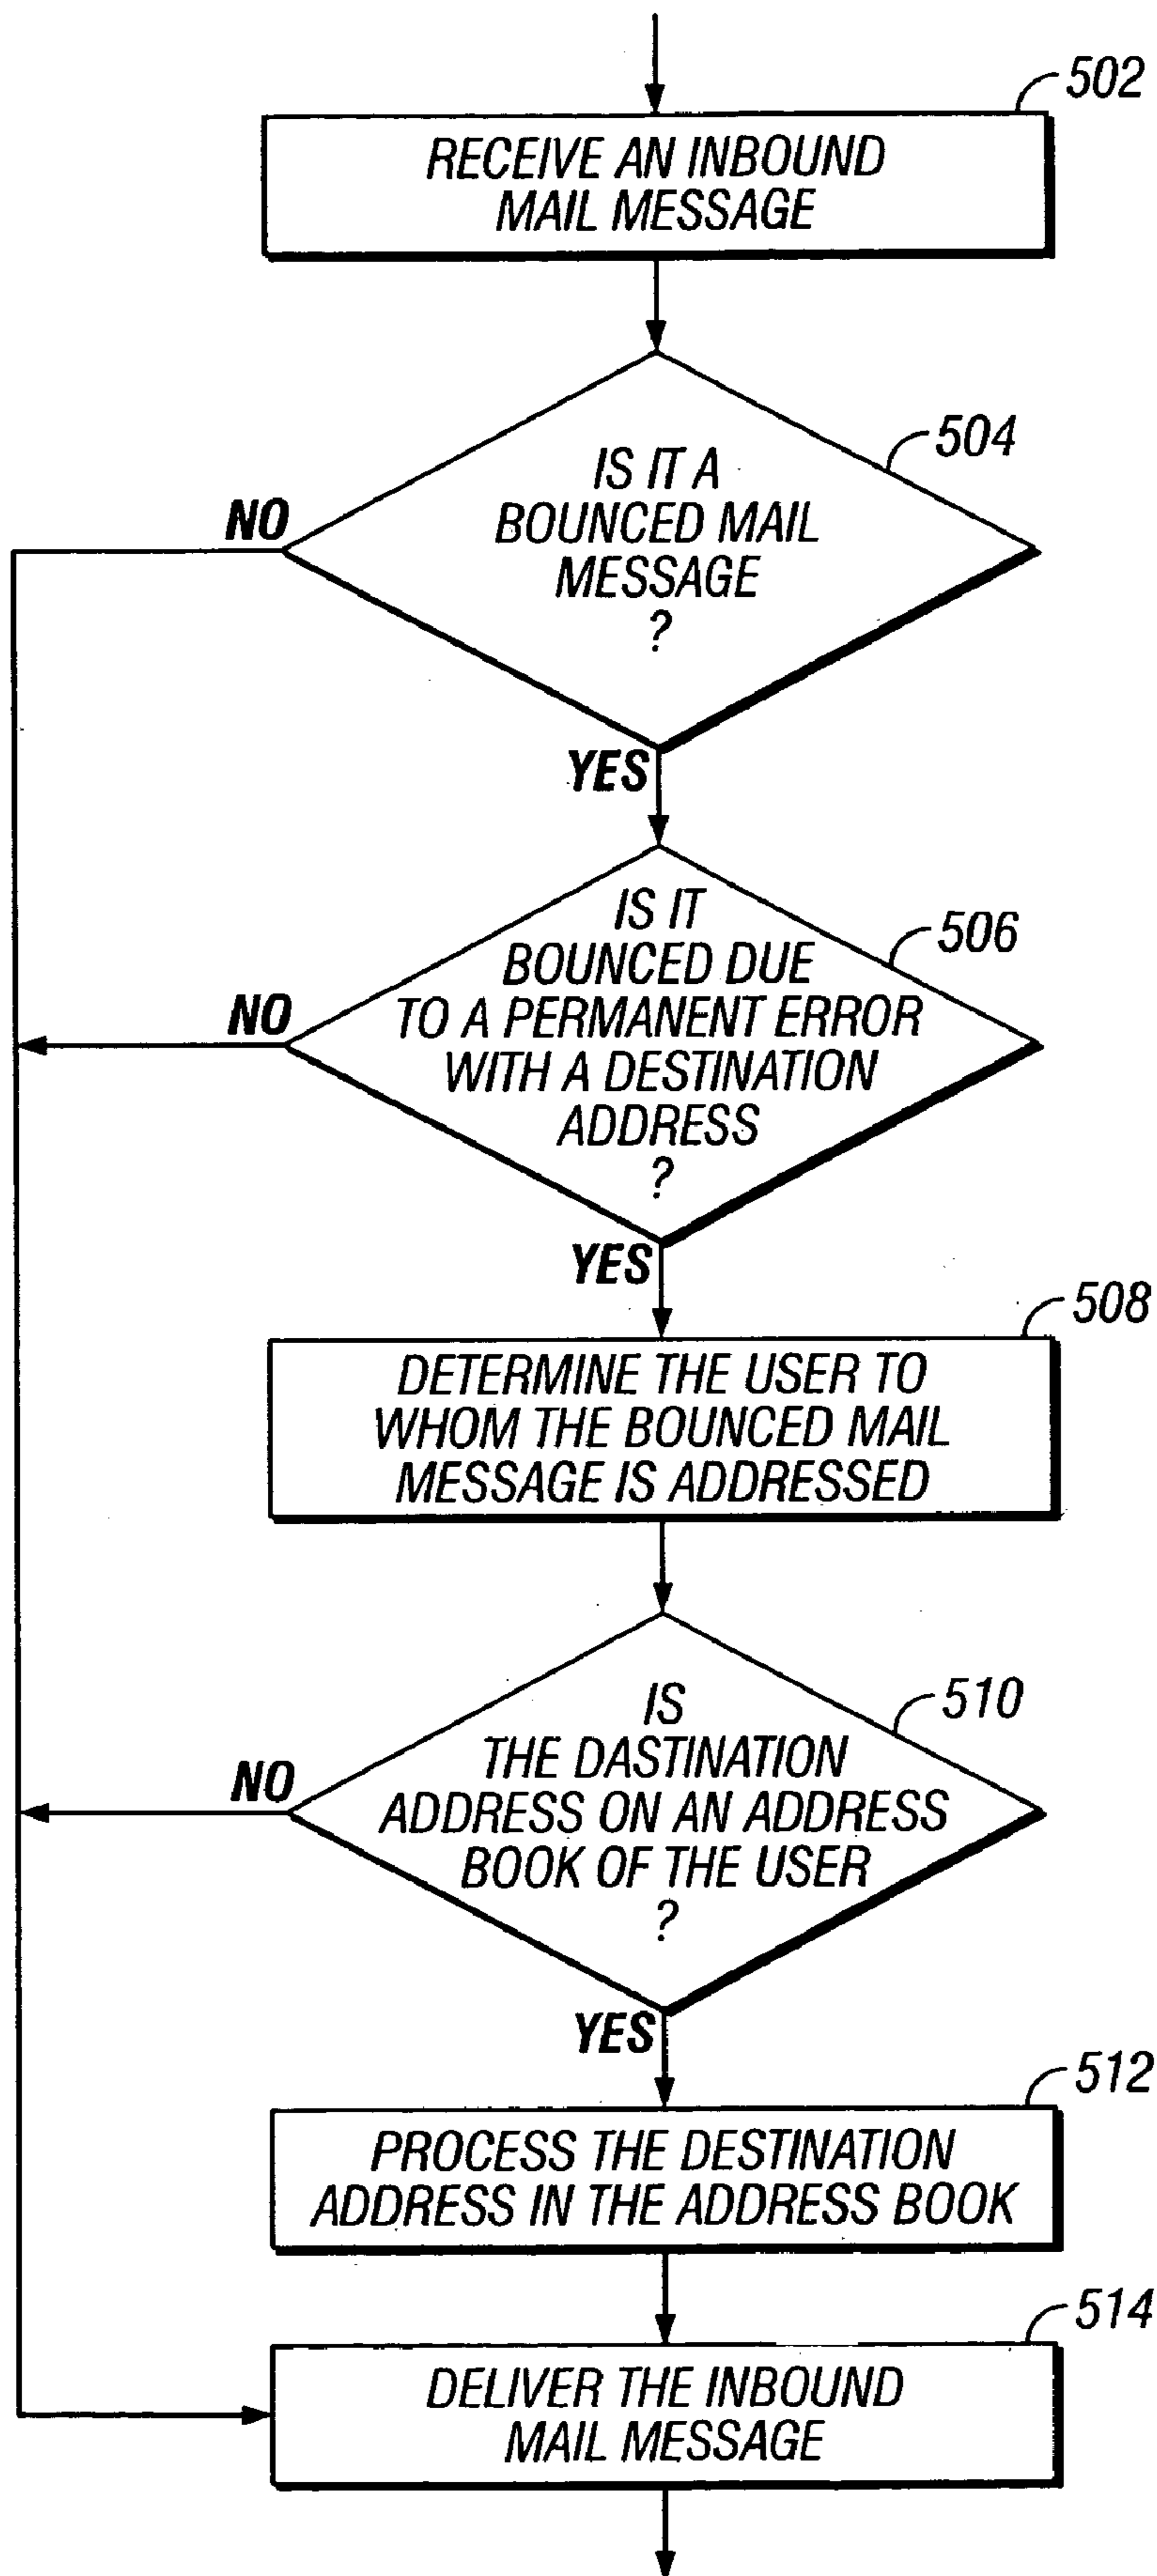 502
RECEIVE AN INBOUND
MAIL MESSAGE
504
IS IT A
BOUNCED MAIL
MESSAGE
?
NO
YES
506
IS IT
BOUNCED DUE
TO A PERMANENT ERROR
WITH A DESTINATION
ADDRESS
?
NO
YES
508
DETERMINE THE USER TO
WHOM THE BOUNCED MAIL
MESSAGE IS ADDRESSED
510
IS
THE DASTINATION
ADDRESS ON AN ADDRESS
BOOK OF THE USER
?
NO
YES
512
PROCESS THE DESTINATION
ADDRESS IN THE ADDRESS BOOK
514
DELIVER THE INBOUND
MAIL MESSAGE